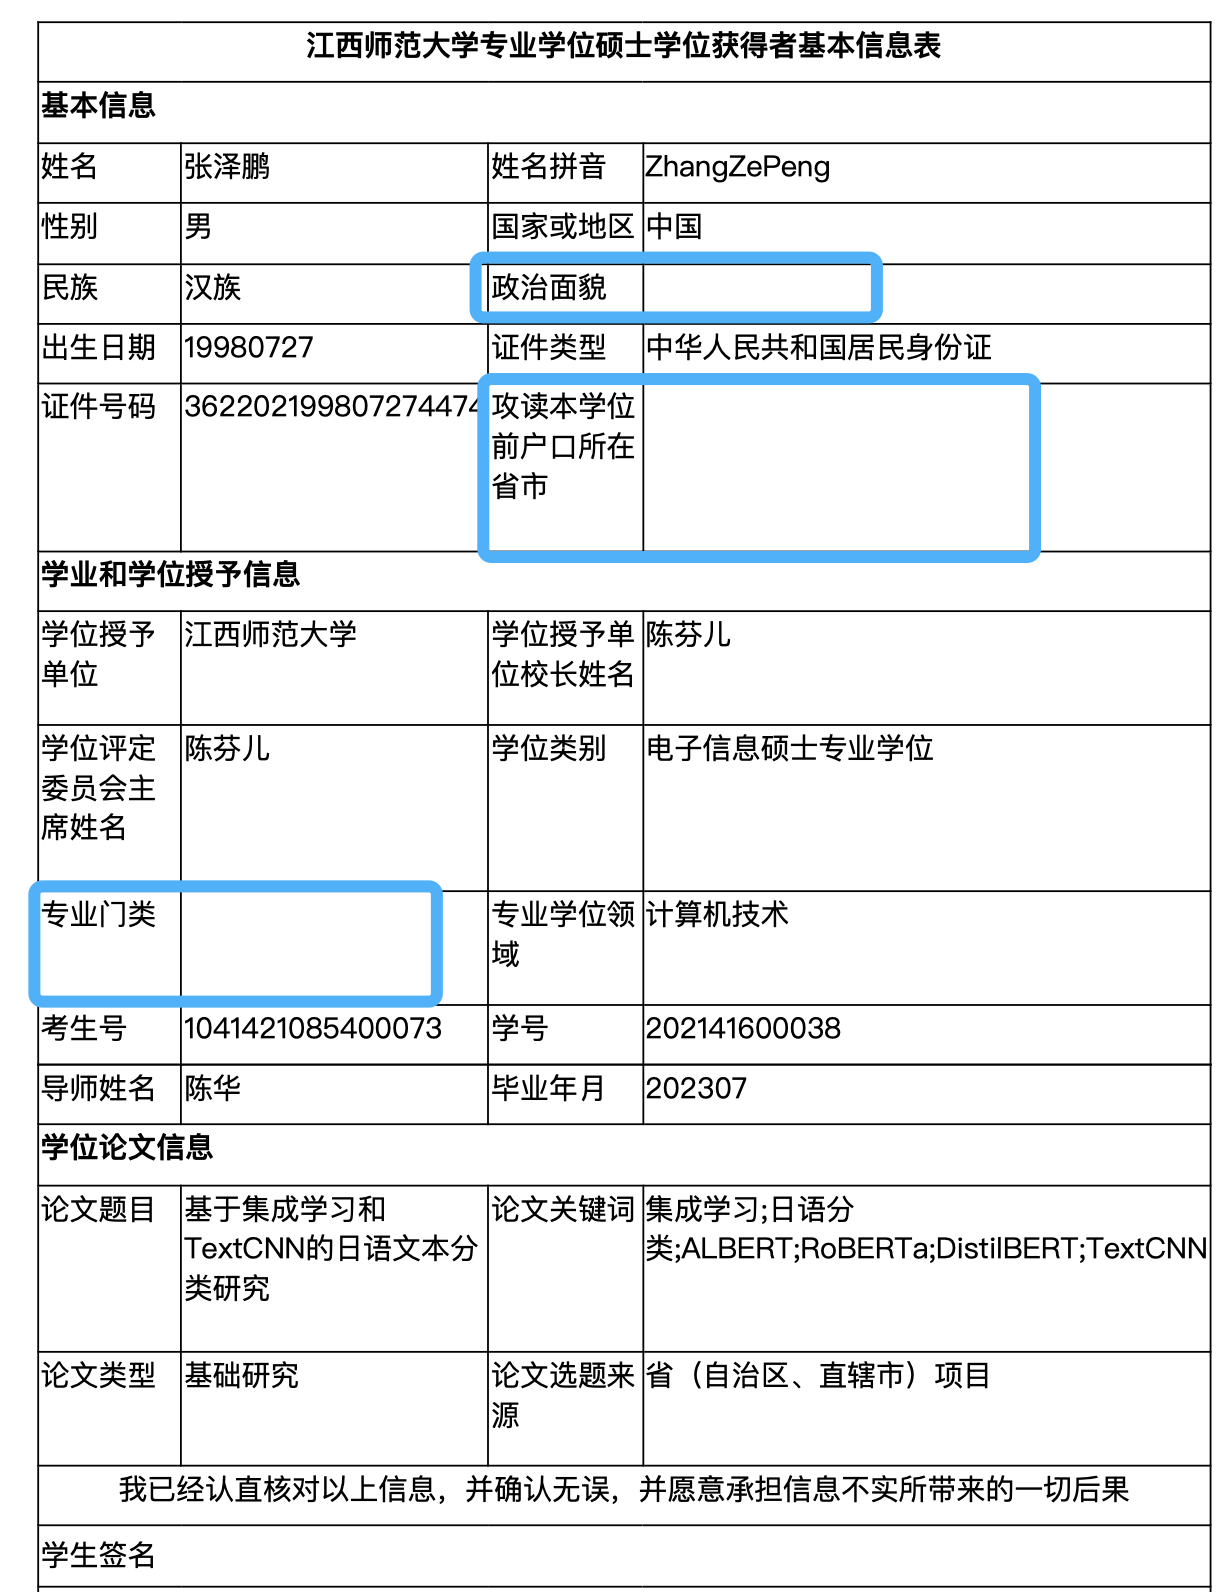 江西师范大学专业学位硕士学位获得者基本信息表
基本信息
姓名 张泽鹏 姓名拼音 ZhangZePeng
性别 男 国家或地区 中国
民族 汉族 政治面貌
出生日期 19980727 证件类型 中华人民共和国居民身份证
证件号码 362202199807274474 攻读本学位
前户口所在
省市
学业和学位授予信息
学位授予 江西师范大学 学位授予单 陈芬儿
单位 位校长姓名
学位评定 陈芬儿 学位类别 电子信息硕士专业学位
委员会主
席姓名
专业门类 专业学位领 计算机技术
域
考生号 104142108540073 学号 202141600038
导师姓名 陈华 毕业年月 202307
学位论文信息
论文题目 基于集成学习和 论文关键词 集成学习;日语分
TextCNN的日语文本分 类;ALBERT;RoBERTa;DistilBERT;TextCNN
类研究
论文类型 基础研究 论文选题来 省（自治区、直辖市）项目
源
我已经认直核对以上信息，并确认无误，并愿意承担信息不实所带来的一切后果
学生签名